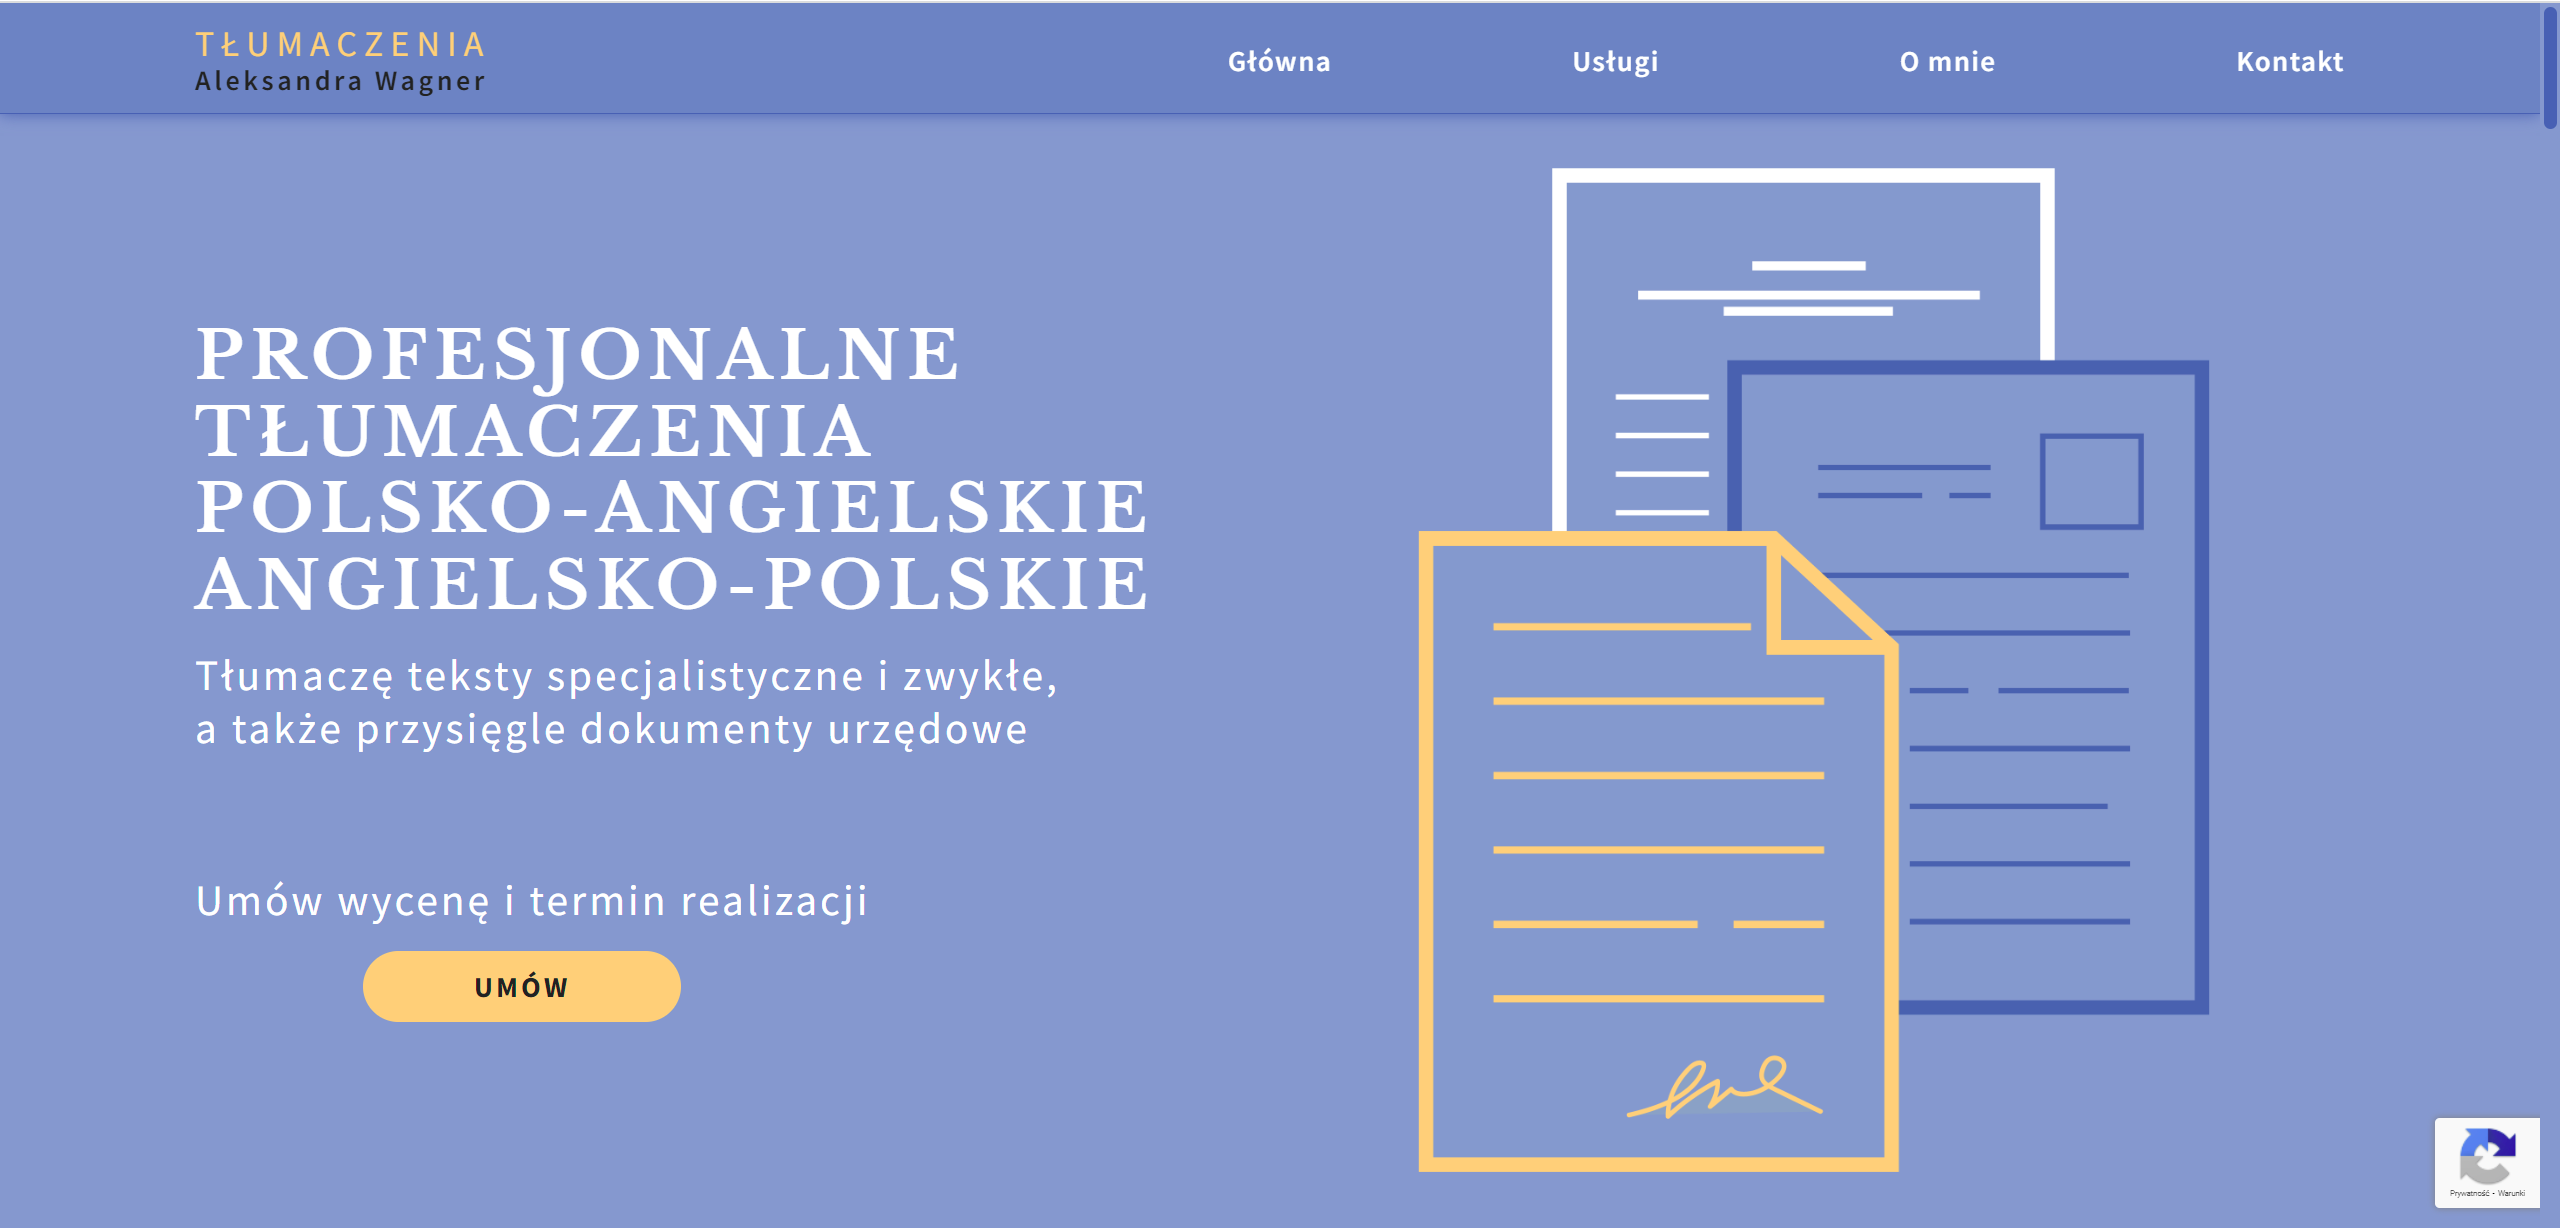 TŁUMACZENIA
Aleksandra Wagner
Główna
Usługi
O mnie
Kontakt
PROFESJONALNE
TŁUMACZENIA
POLSKO-ANGIELSKIE
ANGIELSKO-POLSKIE
Tłumaczę teksty specjalistyczne i zwykłe,
a także przysięgle dokumenty urzędowe
Umów wycenę i termin realizacji
UMÓW
Prywatność - Warunki